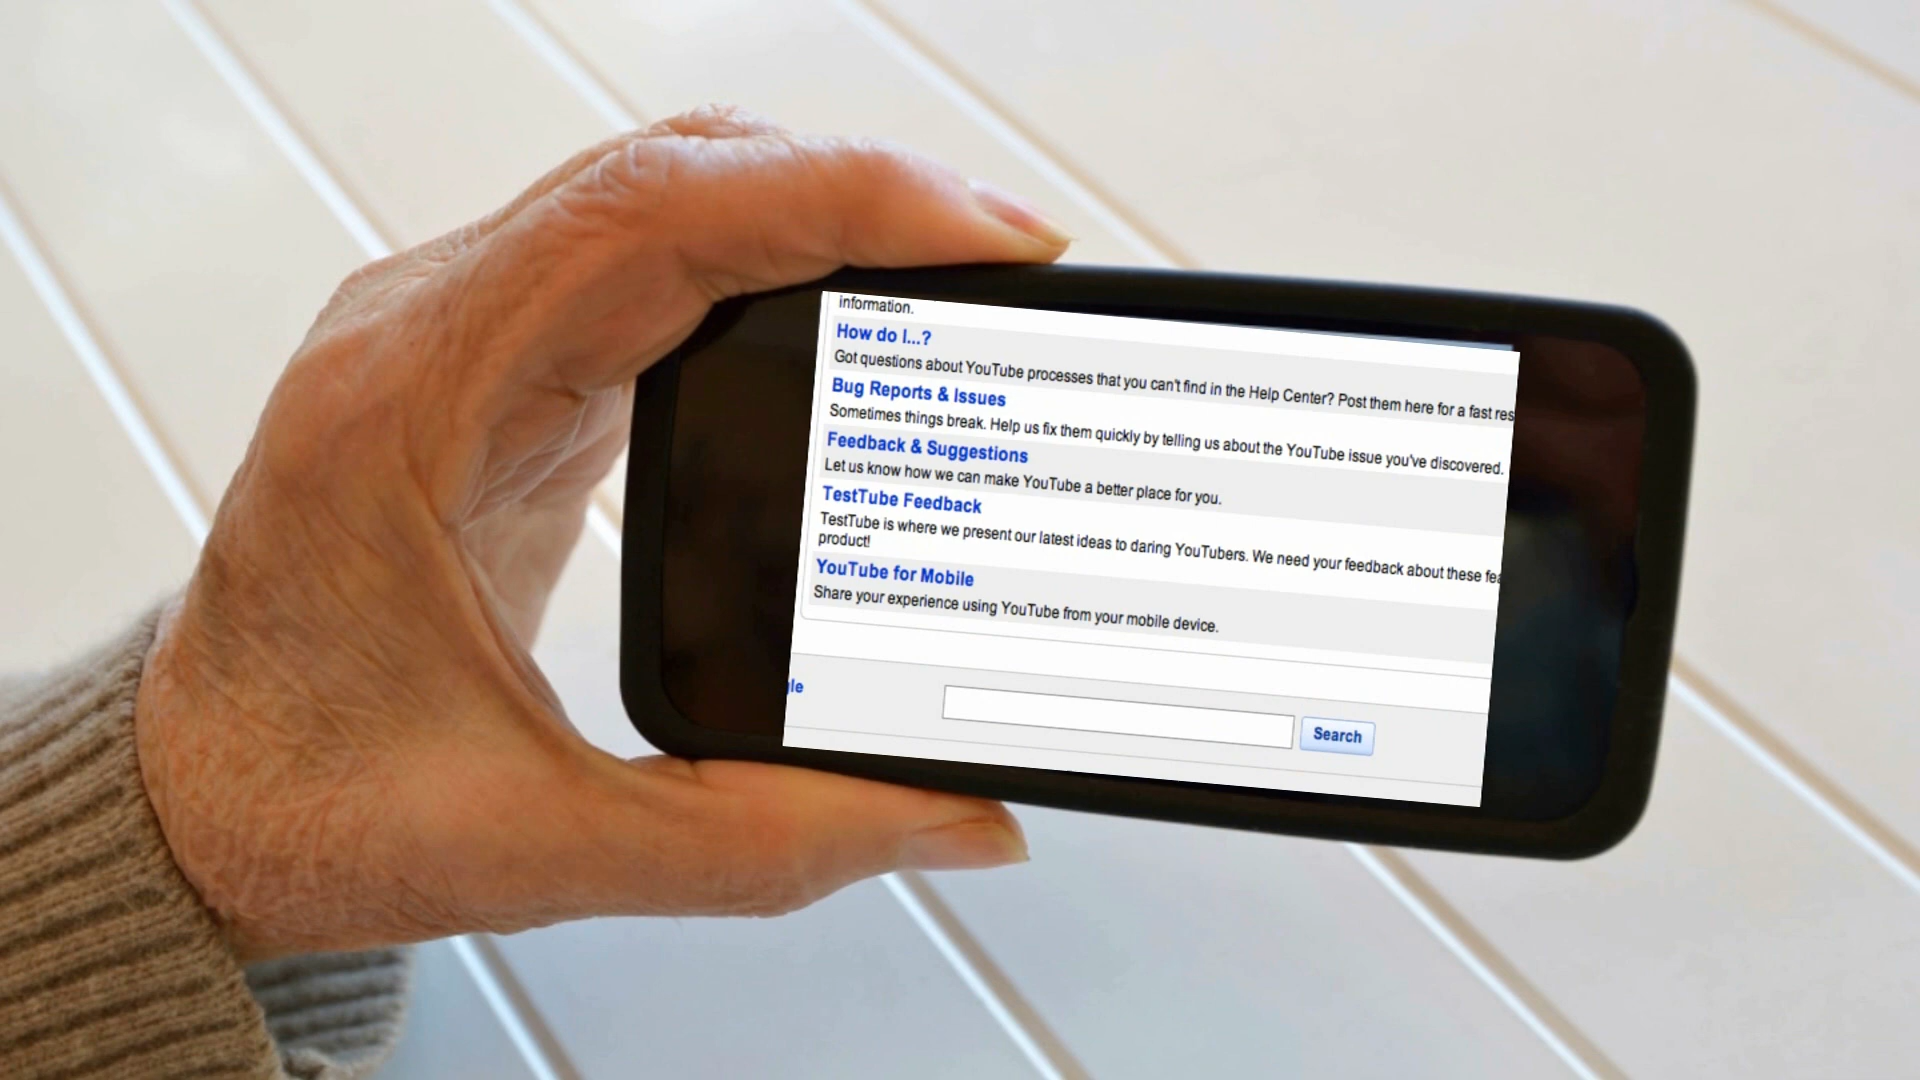 information.
How do I...?
Got questions about YouTube processes that you can't find in the Help Center? Post them here for a fast res
Bug Reports & Issues
Sometimes things break. Help us fix them quickly by telling us about the YouTube issue you've discovered.
Feedback & Suggestions
Let us know how we can make YouTube a better place for you.
TestTube Feedback
TestTube is where we present our latest ideas to daring YouTubers. We need your feedback about these fea
product!
YouTube for Mobile
Share your experience using YouTube from your mobile device.
gle
Search